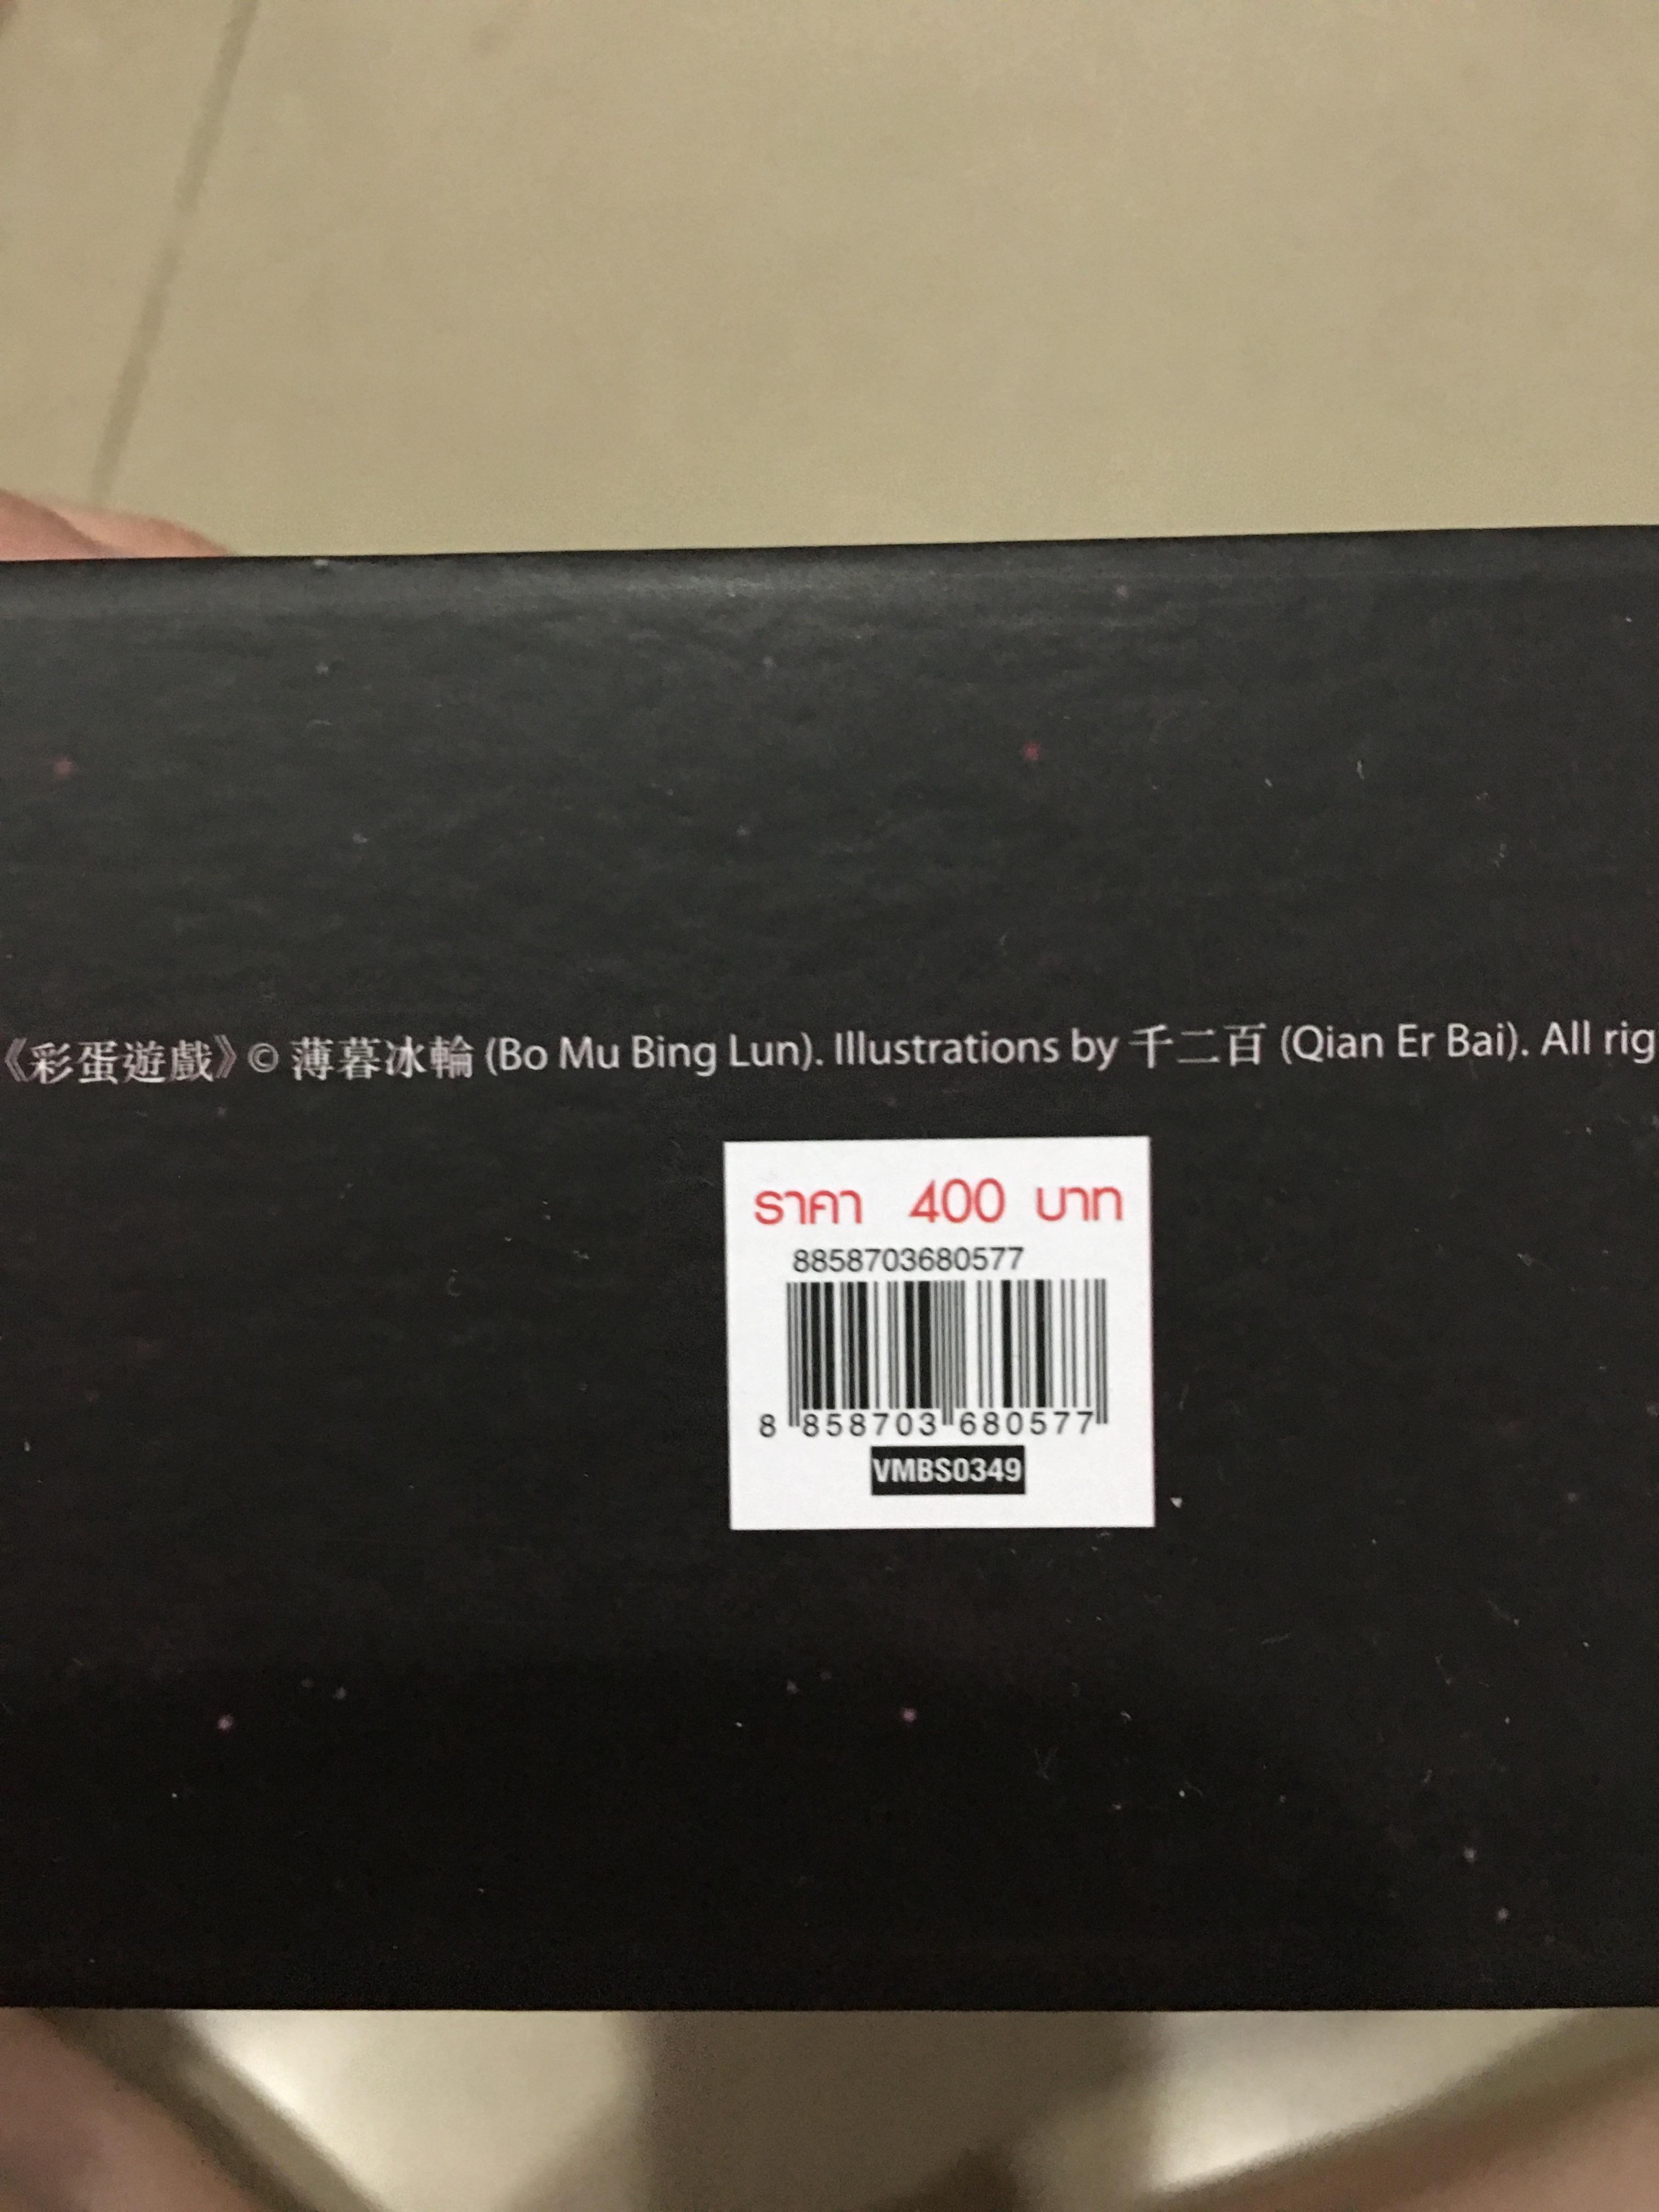 《彩蛋遊戲》© 薄暮冰輪 (Bo Mu Bing Lun). Illustrations by 千二百 (Qian Er Bai). All rig
ราคา 400 บาท
8858703680577
8 858703 680577
VMBS0349